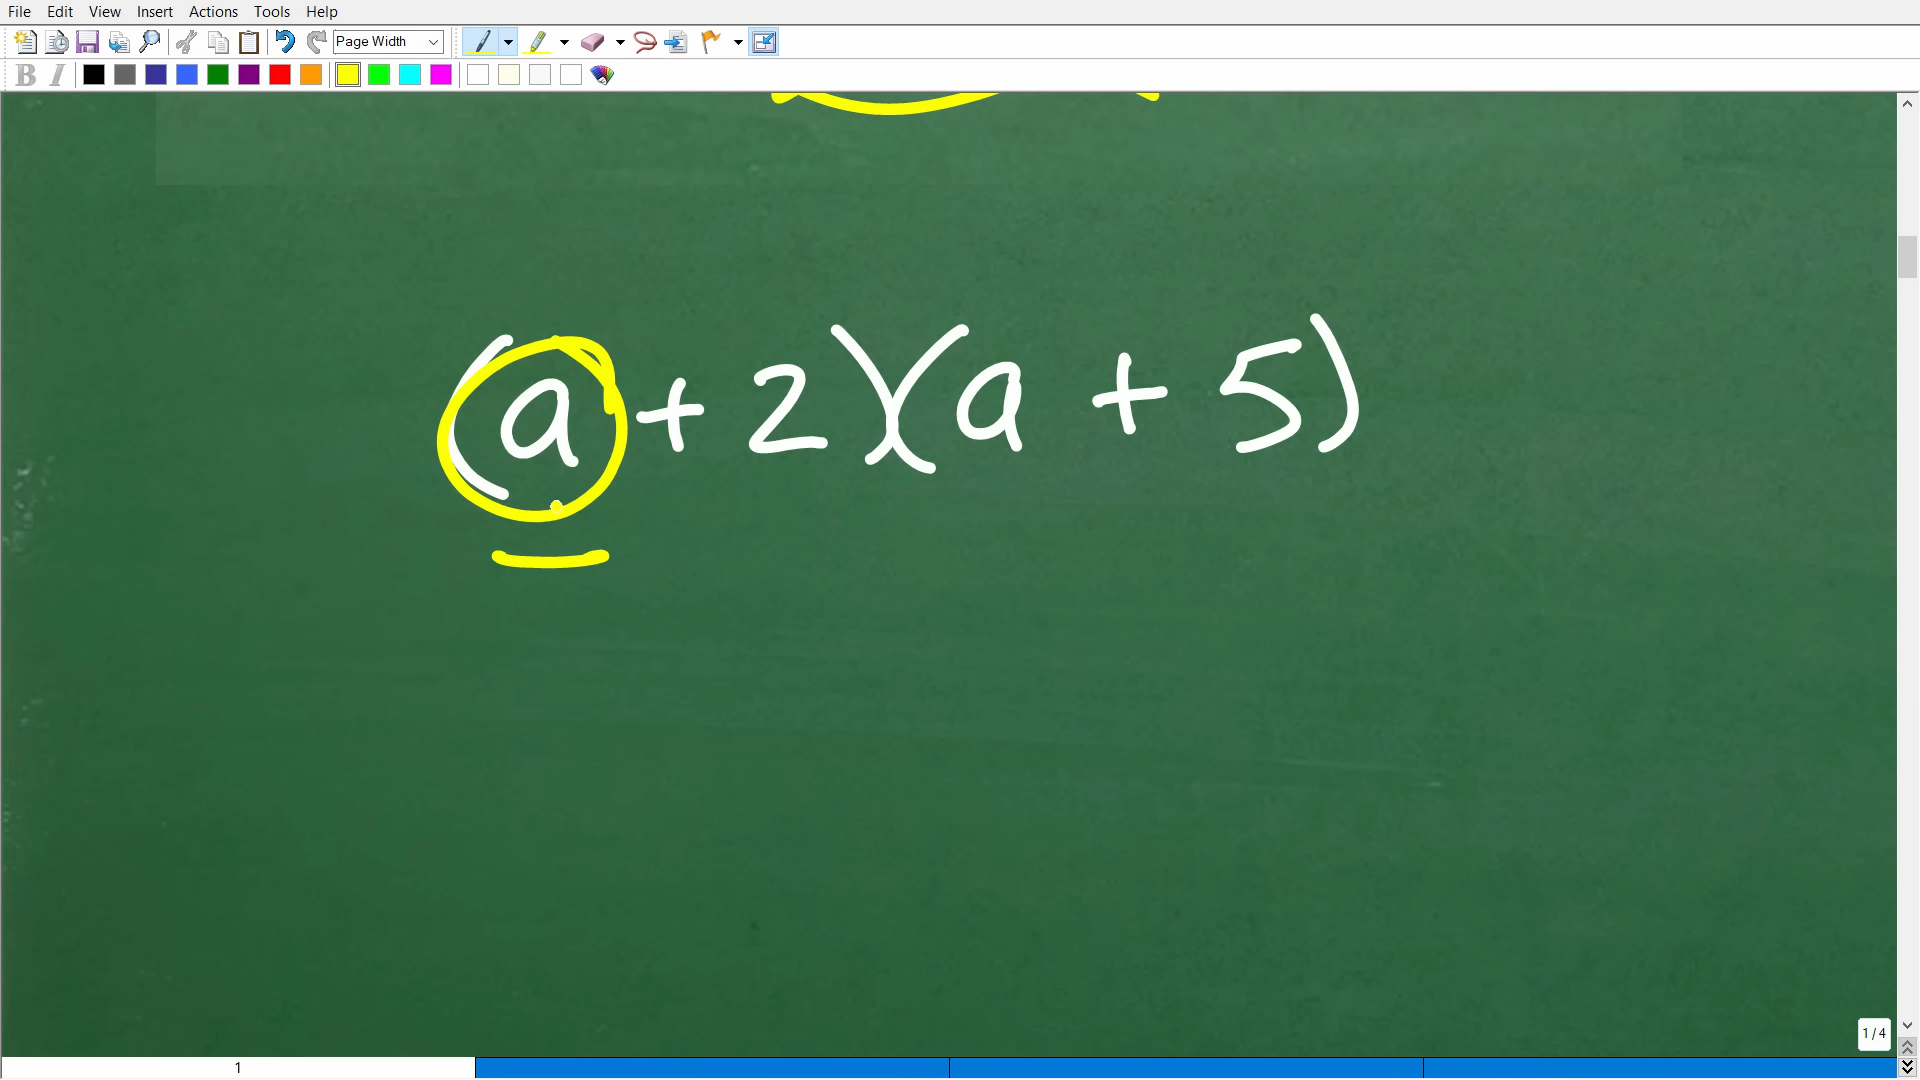 File Edit View Insert Actions Tools Help
Page Width
B I
(a + 2)(a + 5)
1 / 4
1